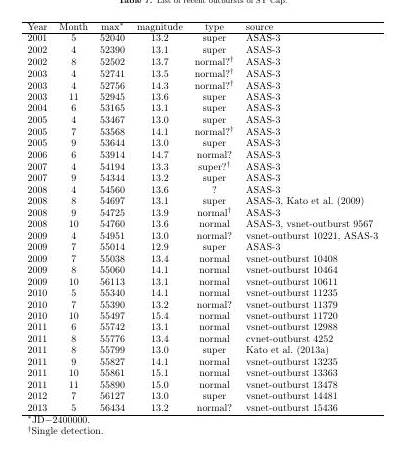 Table 7. List of recent outbursts of SY Cap.
Year Month max* magnitude type source
2001 5 52040 13.2 super ASAS-3
2002 4 52390 13.1 super ASAS-3
2002 8 52502 13.7 normal?† ASAS-3
2003 4 52741 13.5 normal?† ASAS-3
2003 4 52756 14.3 normal?† ASAS-3
2003 11 52945 13.6 super ASAS-3
2004 6 53165 13.1 super ASAS-3
2005 4 53467 13.0 super ASAS-3
2005 7 53568 14.1 normal?† ASAS-3
2005 9 53644 13.0 super ASAS-3
2006 6 53914 14.7 normal? ASAS-3
2007 4 54194 13.3 super?† ASAS-3
2007 9 54344 13.2 super ASAS-3
2008 4 54560 13.6 ? ASAS-3
2008 8 54697 13.1 super ASAS-3, Kato et al. (2009)
2008 9 54725 13.9 normal† ASAS-3
2008 10 54760 13.6 normal ASAS-3, vsnet-outburst 9567
2009 4 54951 13.0 normal? vsnet-outburst 10221, ASAS-3
2009 7 55014 12.9 super ASAS-3
2009 7 55038 13.4 normal vsnet-outburst 10408
2009 8 55060 14.1 normal vsnet-outburst 10464
2009 10 56113 13.1 normal vsnet-outburst 10611
2010 5 55340 14.1 normal vsnet-outburst 11235
2010 7 55390 13.2 normal? vsnet-outburst 11379
2010 10 55497 15.4 normal vsnet-outburst 11720
2011 6 55742 13.1 normal vsnet-outburst 12988
2011 8 55776 13.4 normal cvnet-outburst 4252
2011 8 55799 13.0 super Kato et al. (2013a)
2011 9 55827 14.1 normal vsnet-outburst 13235
2011 10 55861 15.1 normal vsnet-outburst 13363
2011 11 55890 15.0 normal vsnet-outburst 13478
2012 7 56127 13.0 super vsnet-outburst 14481
2013 5 56434 13.2 normal? vsnet-outburst 15436
*JD−2400000.
†Single detection.